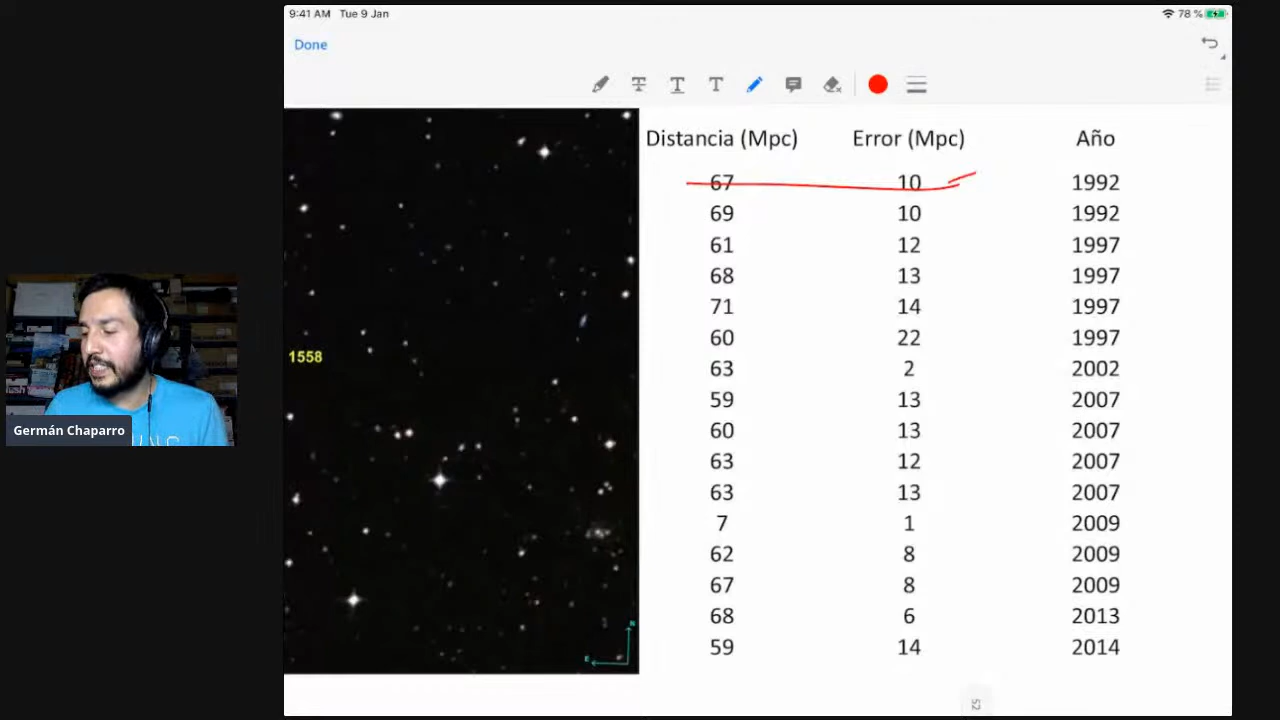 9:41 AM Tue 9 Jan
78 %
Done
Distancia (Mpc) Error (Mpc) Año
67 10 1992
69 10 1992
61 12 1997
68 13 1997
71 14 1997
60 22 1997
63 2 2002
59 13 2007
60 13 2007
63 12 2007
63 13 2007
7 1 2009
62 8 2009
67 8 2009
68 6 2013
59 14 2014
1558
N
E
Germán Chaparro
52